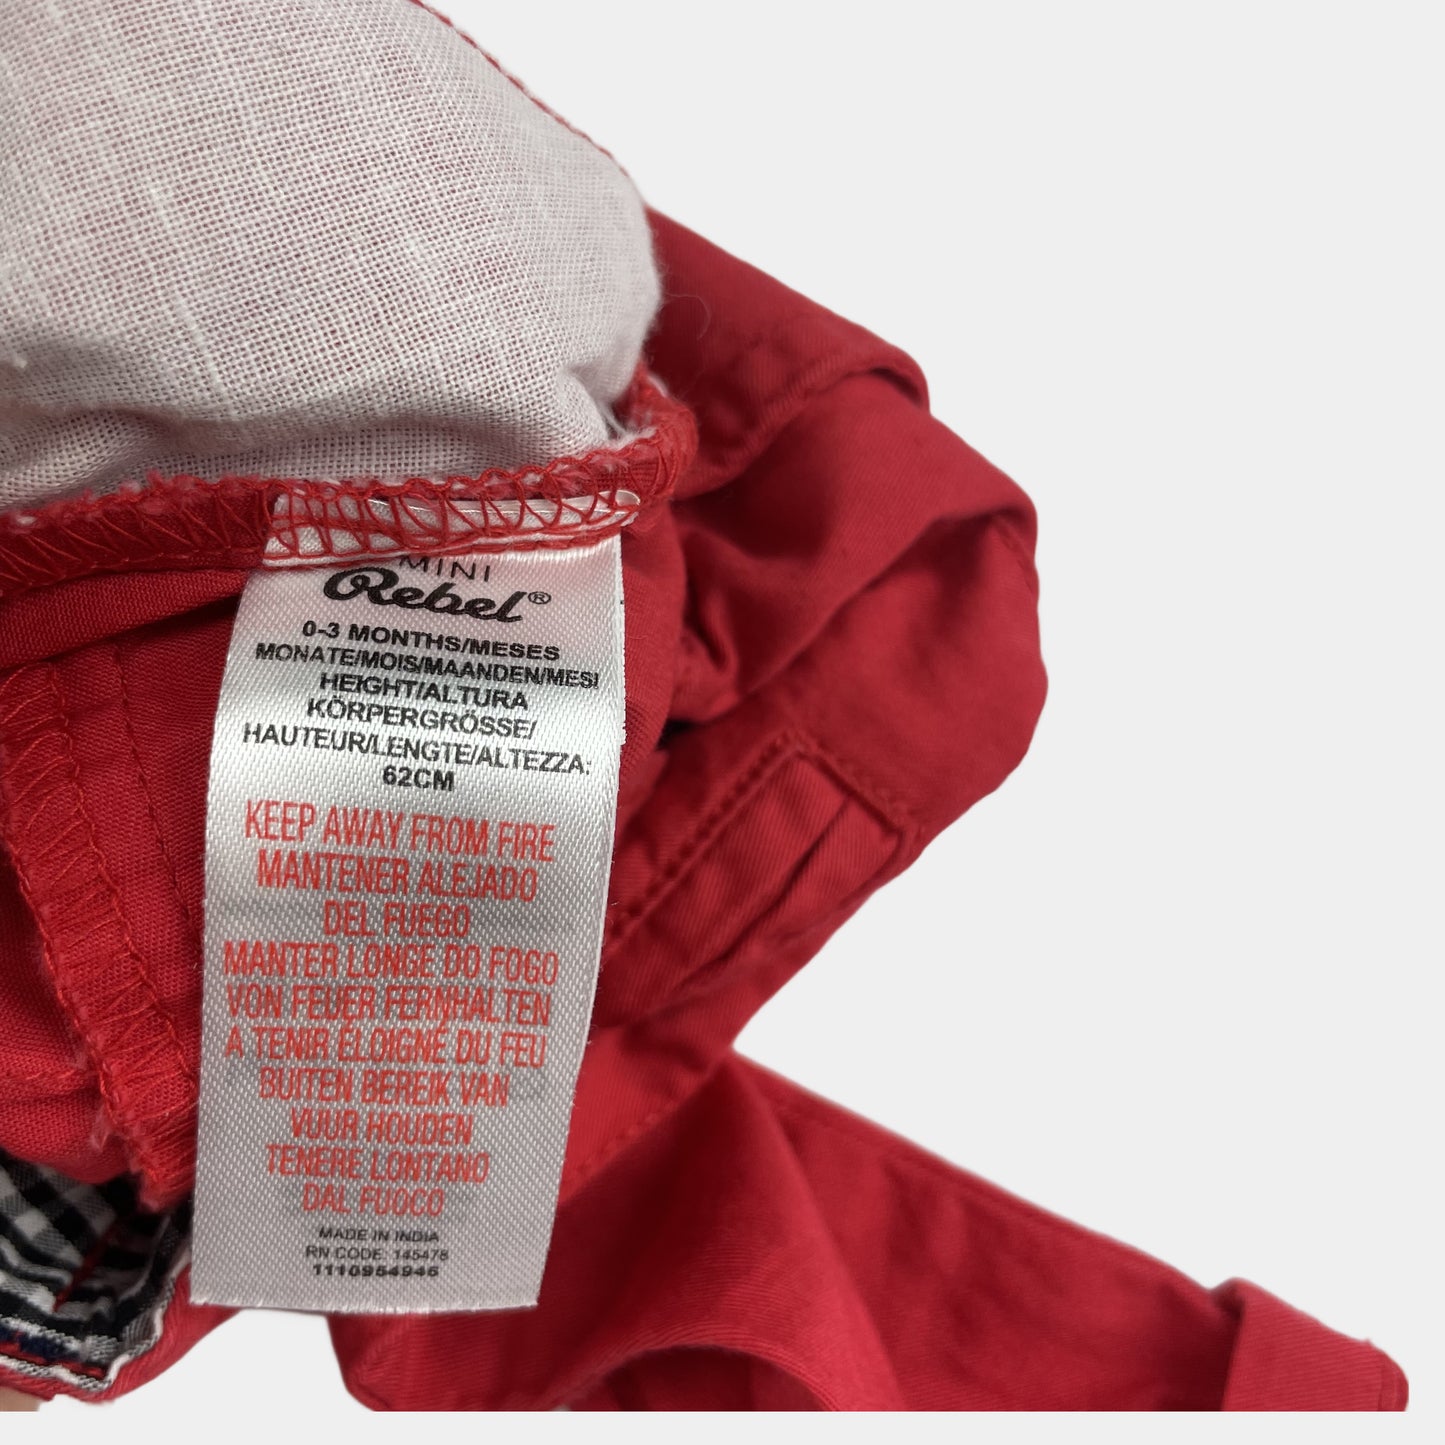 MINI
Rebel®
0-3 MONTHS/MESES
MONATE/MOIS/MAANDEN/MESI
HEIGHT/ALTURA
KÖRPERGRÖSSE/
HAUTEUR/LENGTE/ALTEZZA:
62CM
KEEP AWAY FROM FIRE
MANTENER ALEJADO
DEL FUEGO
MANTER LONGE DO FOGO
VON FEUER FERNHALTEN
A TENIR ÉLOIGNÉ DU FEU
BUITEN BEREIK VAN
VUUR HOUDEN
TENERE LONTANO
DAL FUOCO
MADE IN INDIA
RN CODE: 145478
1110954946